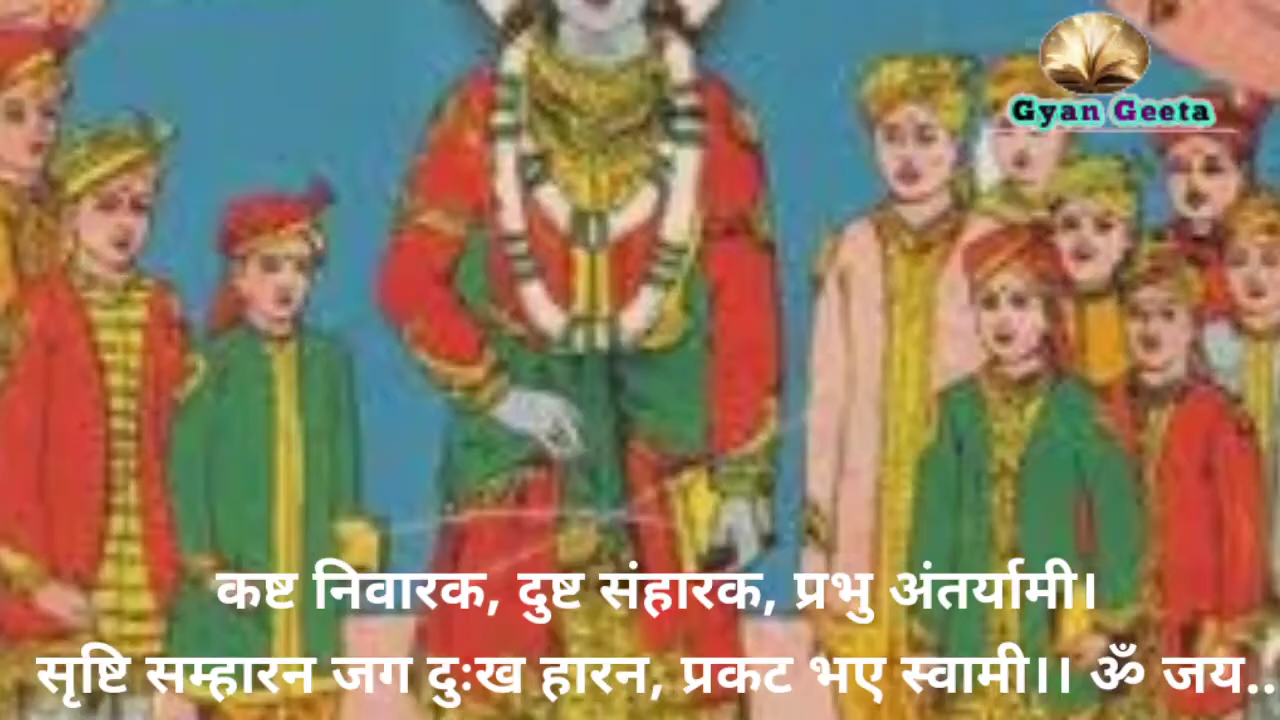 Gyan Geeta
कष्ट निवारक, दुष्ट संहारक, प्रभु अंतर्यामी।
सृष्टि सम्हारन जग दुःख हारन, प्रकट भए स्वामी।। ॐ जय..